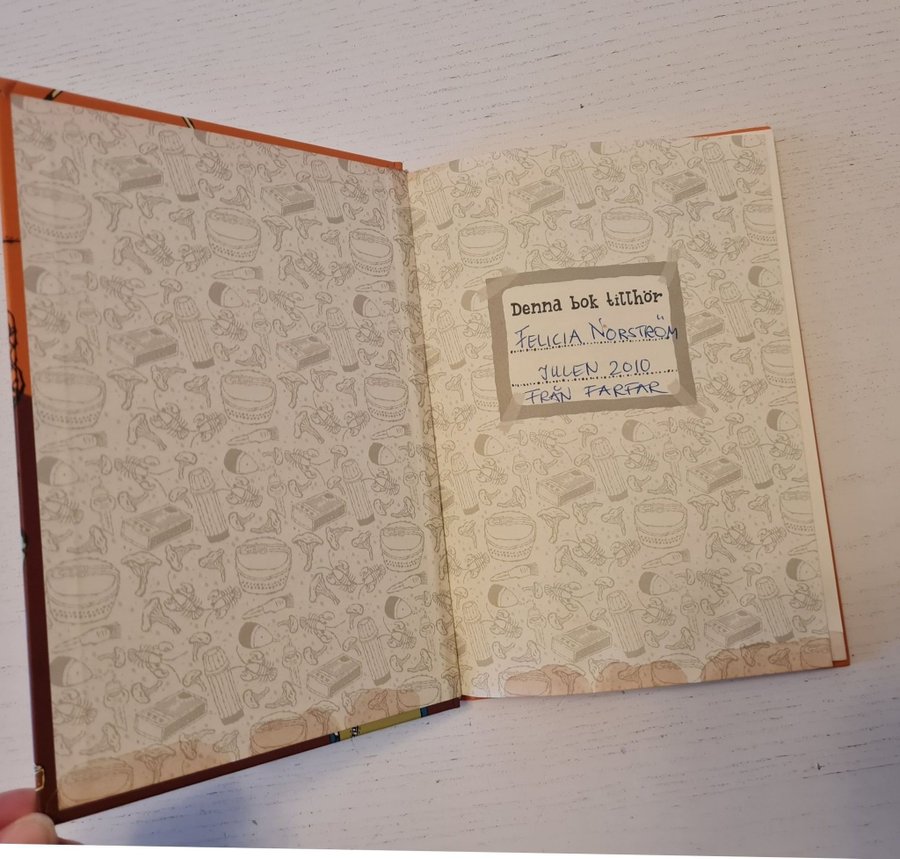 Denna bok tillhör
FELICIA NORSTRÖM
JULEN 2010
FRÅN FARFAR